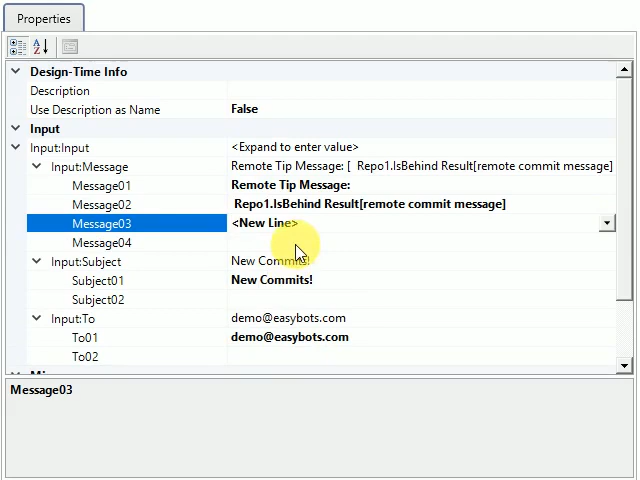 Properties
Design-Time Info
Description
Use Description as Name False
Input
Input:Input <Expand to enter value>
Input:Message Remote Tip Message: [ Repo1.IsBehind Result[remote commit message]
Message01 Remote Tip Message:
Message02 Repo1.IsBehind Result[remote commit message]
Message03 <New Line>
Message04
Input:Subject New Commits!
Subject01 New Commits!
Subject02
Input:To demo@easybots.com
To01 demo@easybots.com
To02
Message03